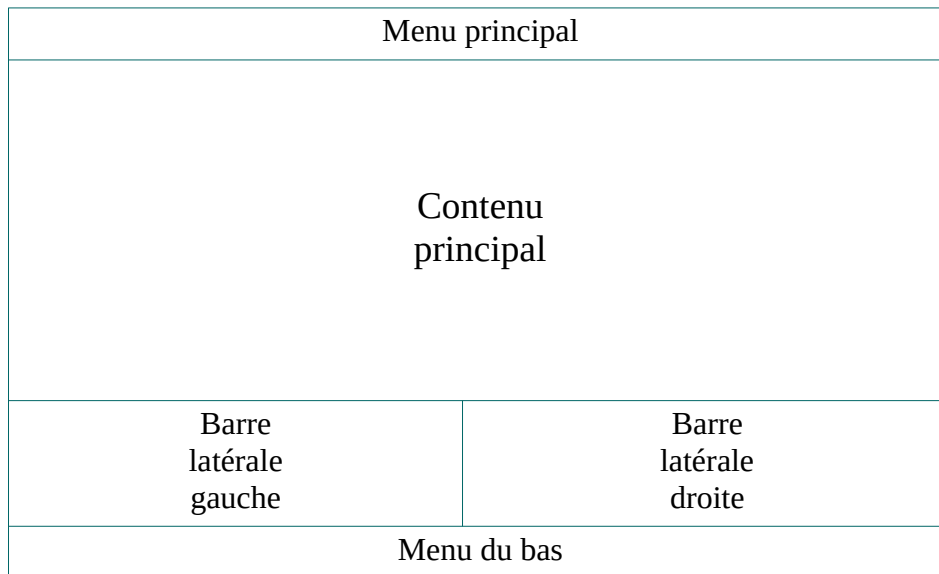 Menu principal
Contenu
principal
Barre
latérale
gauche
Barre
latérale
droite
Menu du bas